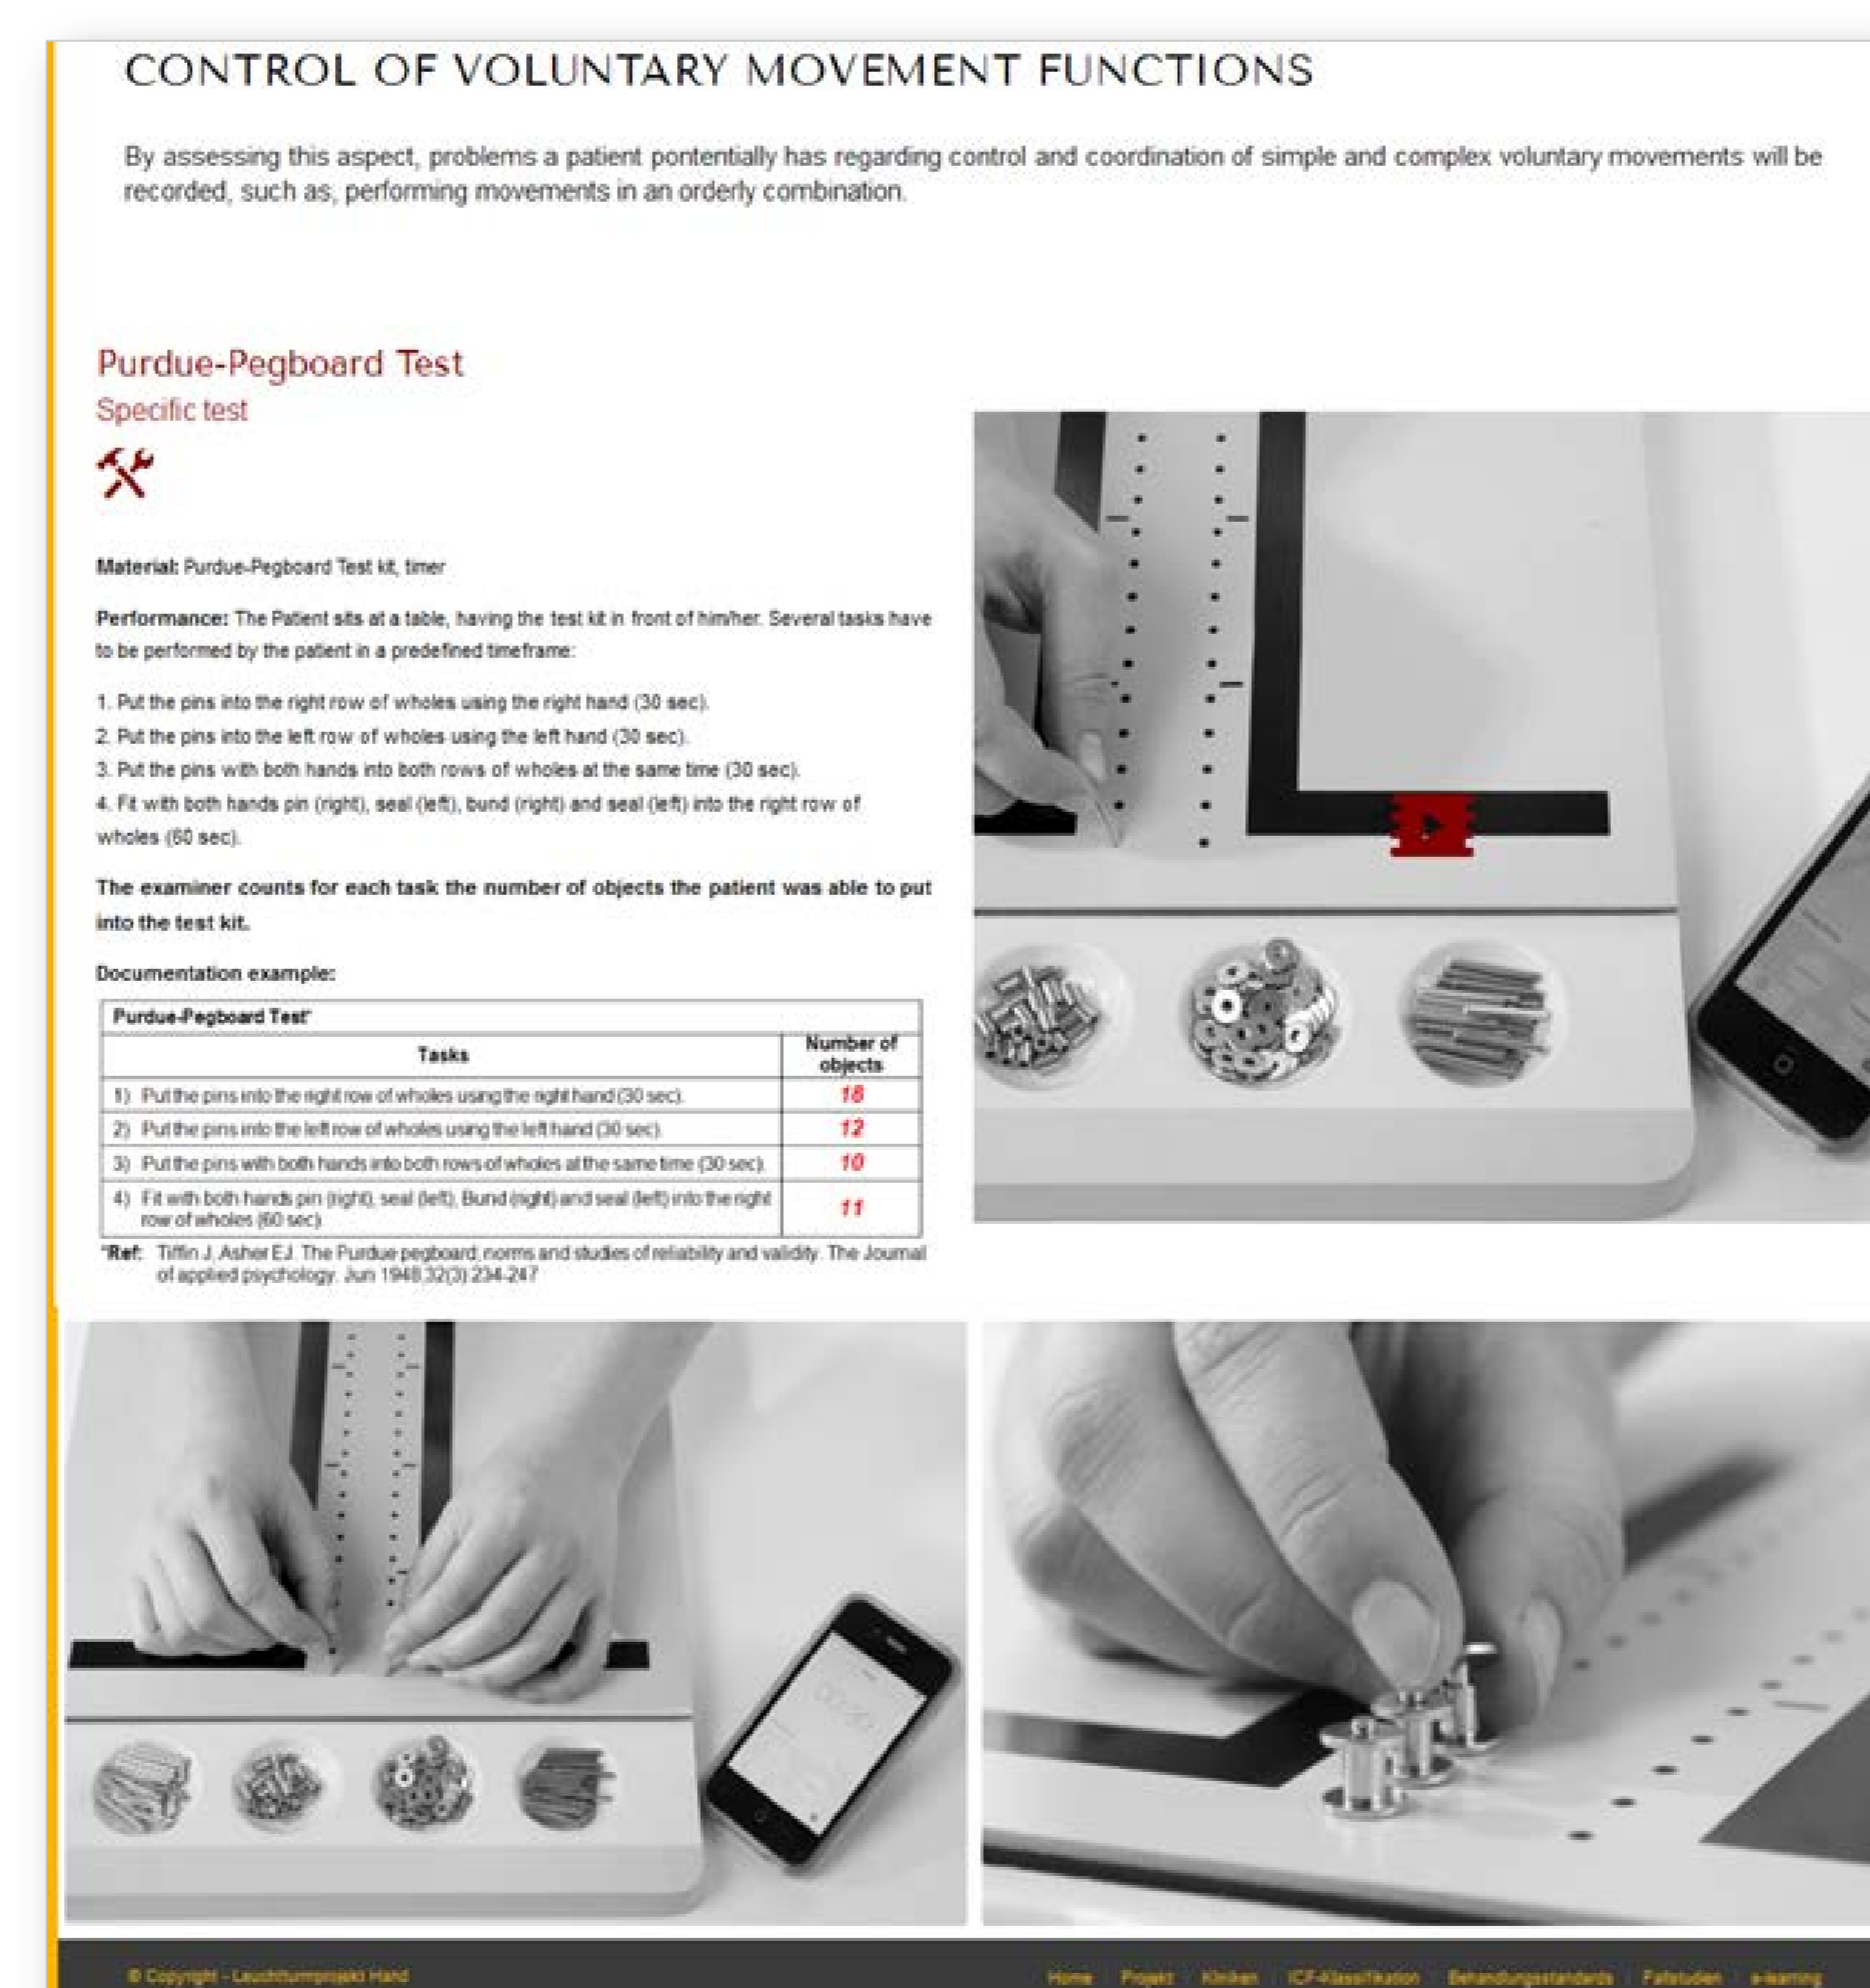 CONTROL OF VOLUNTARY MOVEMENT FUNCTIONS
By assessing this aspect, problems a patient pontentially has regarding control and coordination of simple and complex voluntary movements will be
recorded, such as, performing movements in an orderly combination.
Purdue-Pegboard Test
Specific test
Material: Purdue-Pegboard Test kit, timer
Performance: The Patient sits at a table, having the test kit in front of him/her. Several tasks have
to be performed by the patient in a predefined timeframe:
1. Put the pins into the right row of wholes using the right hand (30 sec).
2. Put the pins into the left row of wholes using the left hand (30 sec).
3. Put the pins with both hands into both rows of wholes at the same time (30 sec).
4. Fit with both hands pin (right), seal (left), bund (right) and seal (left) into the right row of
wholes (60 sec).
The examiner counts for each task the number of objects the patient was able to put
into the test kit.
Documentation example:
Purdue-Pegboard Test*
Tasks
Number of
objects
1) Put the pins into the right row of wholes using the right hand (30 sec).
2) Put the pins into the left row of wholes using the left hand (30 sec).
12
3) Put the pins with both hands into both rows of wholes at the same time (30 sec).
10
4) Fit with both hands pin (right), seal (left), Bund (right) and seal (left) into the right
row of wholes (60 sec).
11
*Ref: Tiffin J, Asher EJ. The Purdue pegboard; norms and studies of reliability and validity. The Journal
of applied psychology. Jun 1948;32(3):234-247
© Copyright - Leuchtturmprojekt Hand
Home Projekt Kliniken ICF-Klassifikation Behandlungsstandards Fallstudien e-learning